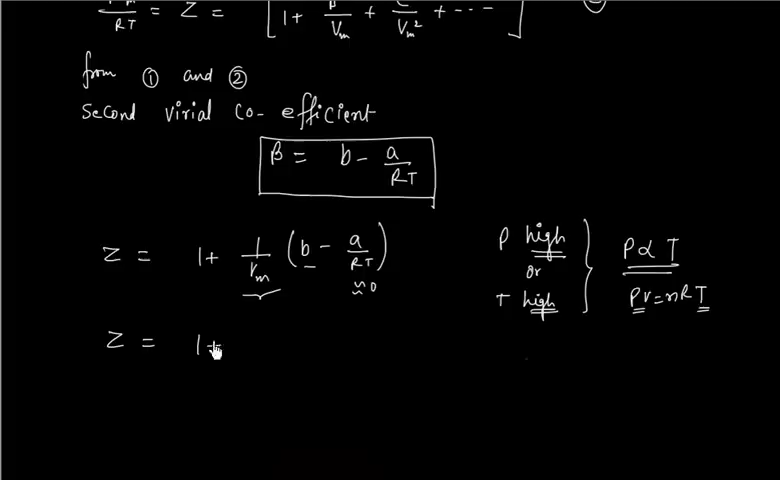 /RT = Z = [1 + B/Vm + C/Vm² + ---]
from ① and ②
Second virial co-efficient
B = b - a/RT
Z = 1 + 1/Vm (b - a/RT) ≈ 0
P high or T high } P ∝ T
PV = nRT
Z = 1+